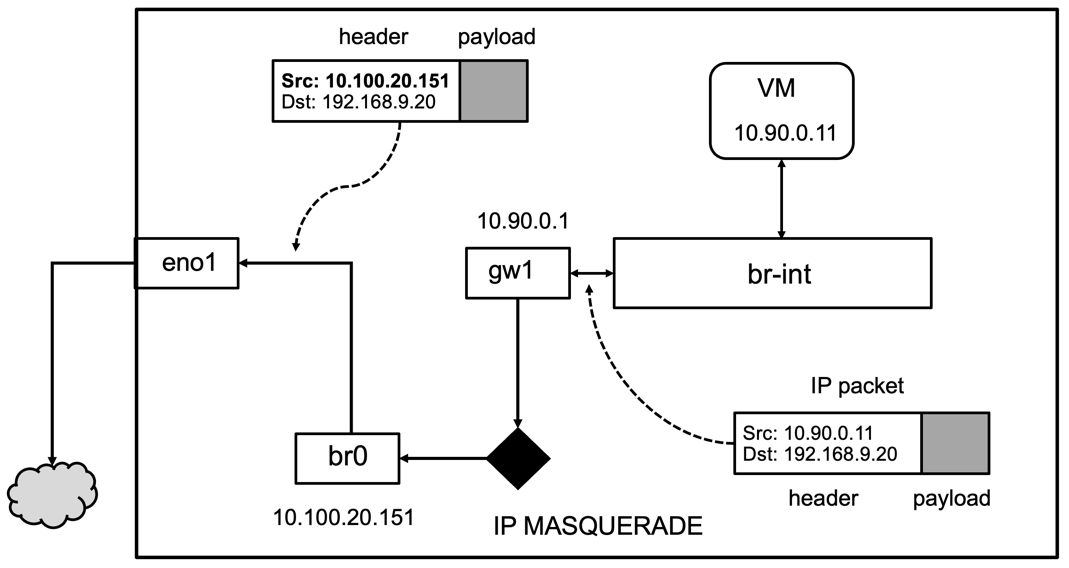 header payload
Src: 10.100.20.151
Dst: 192.168.9.20
VM
10.90.0.11
10.90.0.1
eno1
gw1
br-int
IP packet
Src: 10.90.0.11
Dst: 192.168.9.20
header payload
br0
10.100.20.151
IP MASQUERADE